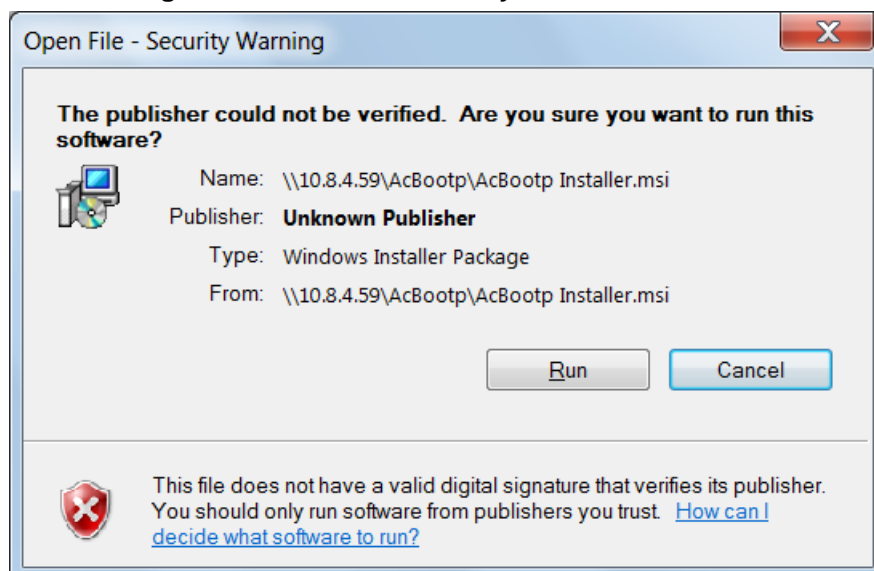 Open File - Security Warning
The publisher could not be verified.  Are you sure you want to run this
software?
Name: \\10.8.4.59\AcBootp\AcBootp Installer.msi
Publisher: Unknown Publisher
Type: Windows Installer Package
From: \\10.8.4.59\AcBootp\AcBootp Installer.msi
Run Cancel
This file does not have a valid digital signature that verifies its publisher.
You should only run software from publishers you trust.  How can I
decide what software to run?